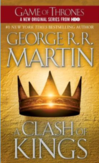 GAME OF THRONES
A NEW ORIGINAL SERIES FROM HBO
GEORGE R.R.
MARTIN
A CLASH OF
KINGS